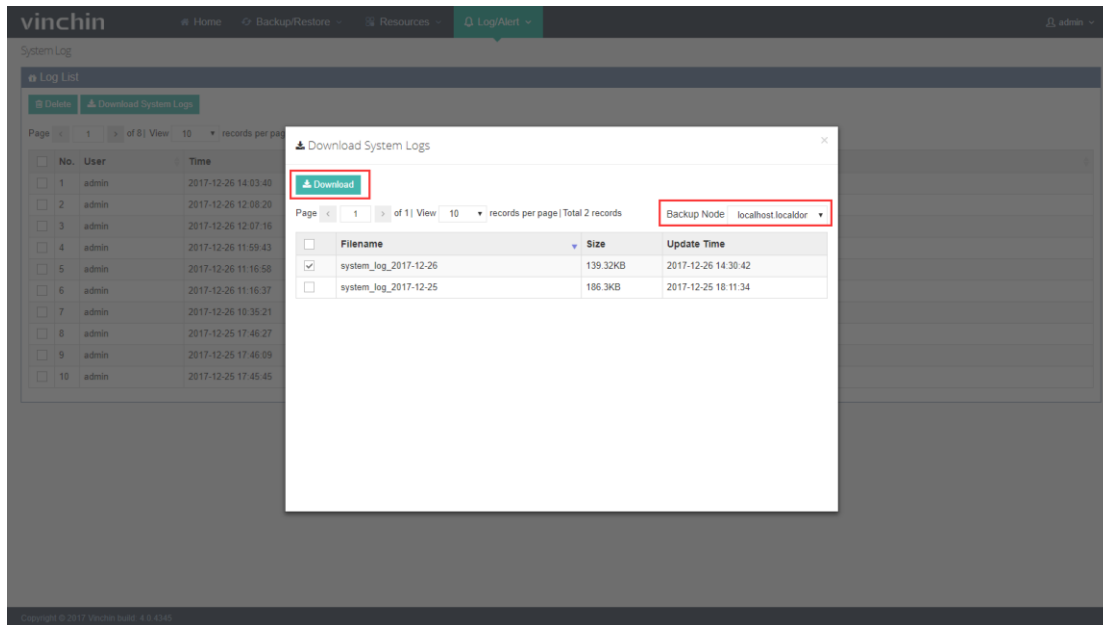 vinchin Home Backup/Restore Resources Log/Alert admin
System Log
Log List
Delete Download System Logs
Page 1 of 8| View 10 records per pag
No. User Time
1 admin 2017-12-26 14:03:40
2 admin 2017-12-26 12:08:20
3 admin 2017-12-26 12:07:16
4 admin 2017-12-26 11:59:43
5 admin 2017-12-26 11:16:58
6 admin 2017-12-26 11:16:37
7 admin 2017-12-26 10:35:21
8 admin 2017-12-25 17:46:27
9 admin 2017-12-25 17:46:09
10 admin 2017-12-25 17:45:45
Download System Logs
Download
Page 1 of 1| View 10 records per page|Total 2 records Backup Node localhost.localdor
Filename Size Update Time
system_log_2017-12-26 139.32KB 2017-12-26 14:30:42
system_log_2017-12-25 186.3KB 2017-12-25 18:11:34
Copyright © 2017 Vinchin build: 4.0.4345